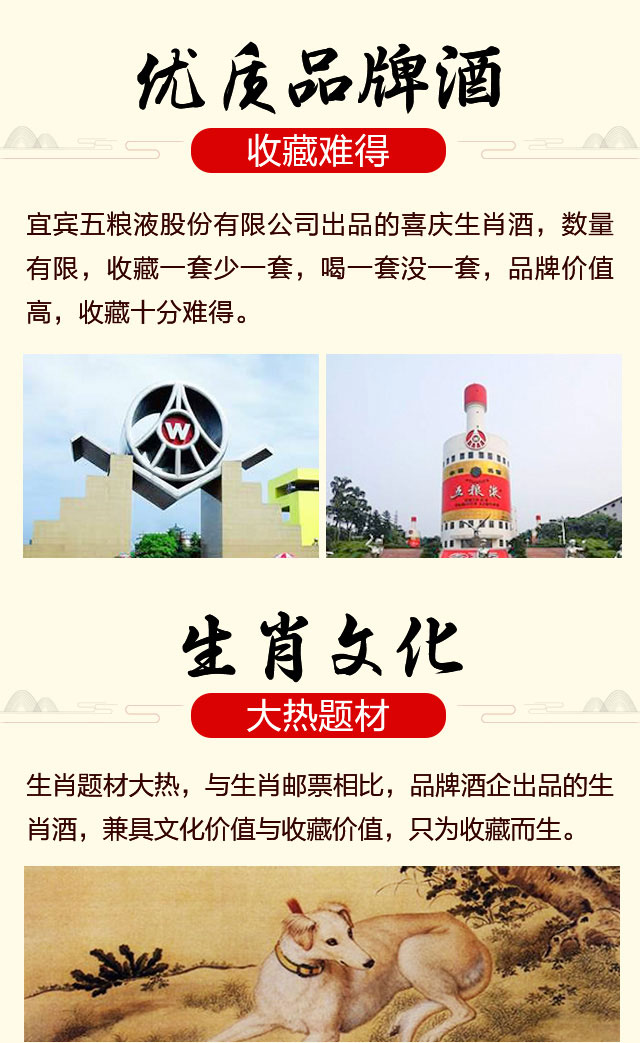 优质品牌酒
收藏难得
宜宾五粮液股份有限公司出品的喜庆生肖酒，数量
有限，收藏一套少一套，喝一套没一套，品牌价值
高，收藏十分难得。
W
五粮液
生肖文化
大热题材
生肖题材大热，与生肖邮票相比，品牌酒企出品的生
肖酒，兼具文化价值与收藏价值，只为收藏而生。